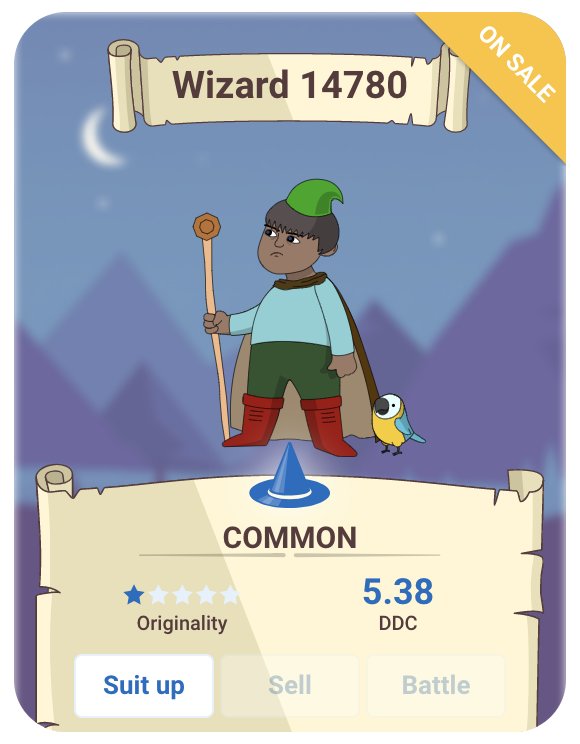 ON SALE
Wizard 14780
COMMON
5.38
Originality
DDC
Suit up
Sell
Battle